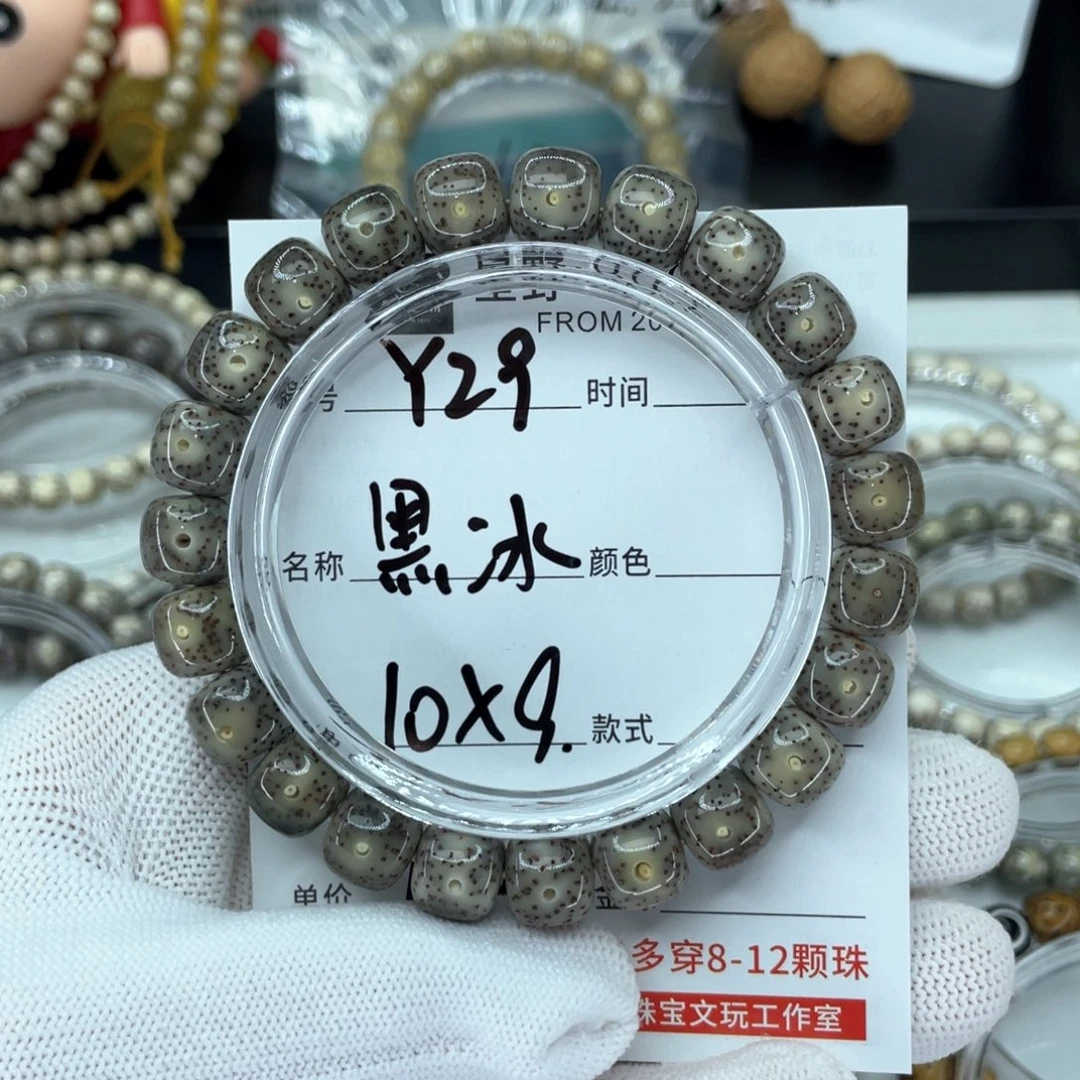 FROM 20
号 Y29 时间
名称 黑冰 颜色
10X9. 款式
单价
多穿8-12颗珠
珠宝文玩工作室